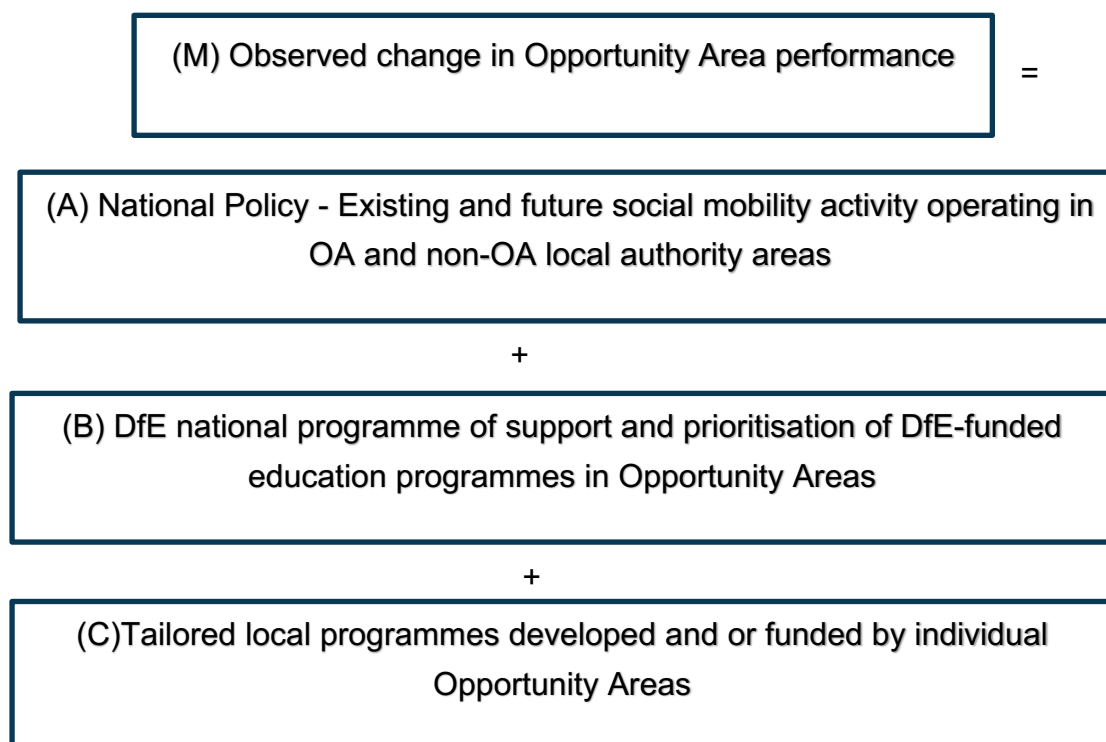 (M) Observed change in Opportunity Area performance
=
(A) National Policy - Existing and future social mobility activity operating in
OA and non-OA local authority areas
+
(B) DfE national programme of support and prioritisation of DfE-funded
education programmes in Opportunity Areas
+
(C)Tailored local programmes developed and or funded by individual
Opportunity Areas